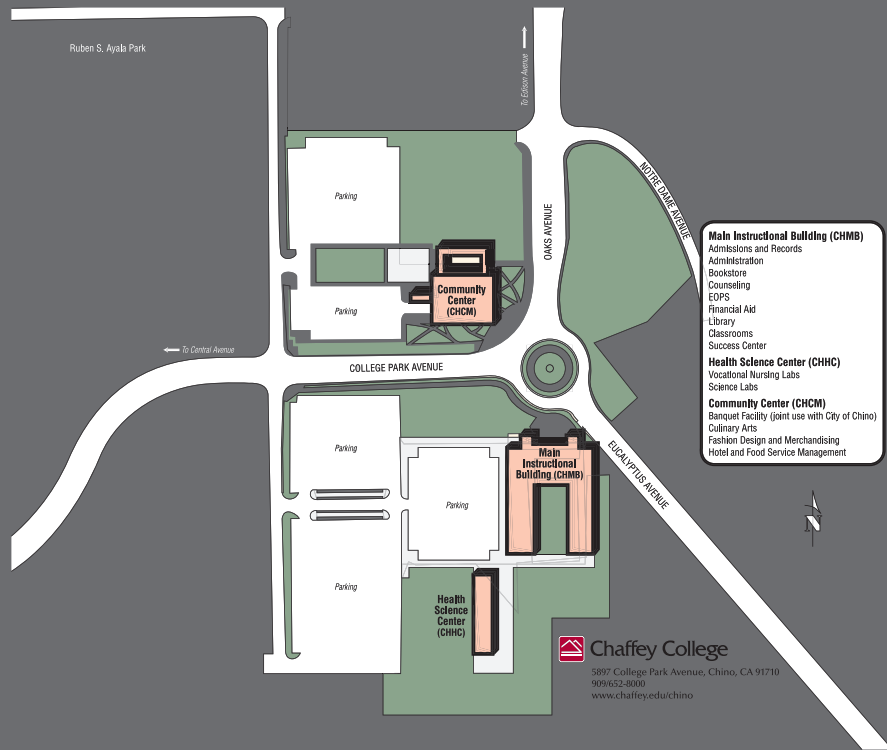 Ruben S. Ayala Park
To Edison Avenue
NOTRE DAME AVENUE
Parking
OAKS AVENUE
Main Instructional Building (CHMB)
Admissions and Records
Administration
Bookstore
Counseling
EOPS
Financial Aid
Library
Classrooms
Success Center
Health Science Center (CHHC)
Vocational Nursing Labs
Science Labs
Community Center (CHCM)
Banquet Facility (joint use with City of Chino)
Culinary Arts
Fashion Design and Merchandising
Hotel and Food Service Management
Community
Center
(CHCM)
Parking
To Central Avenue
COLLEGE PARK AVENUE
Parking
Main
Instructional
Building (CHMB)
EUCALYPTUS AVENUE
Parking
N
Parking
Health
Science
Center
(CHHC)
Chaffey College
5897 College Park Avenue, Chino, CA 91710
909/652-8000
www.chaffey.edu/chino